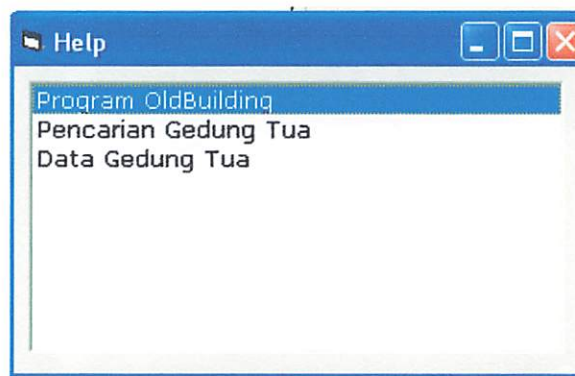 Help
Program OldBuilding
Pencarian Gedung Tua
Data Gedung Tua